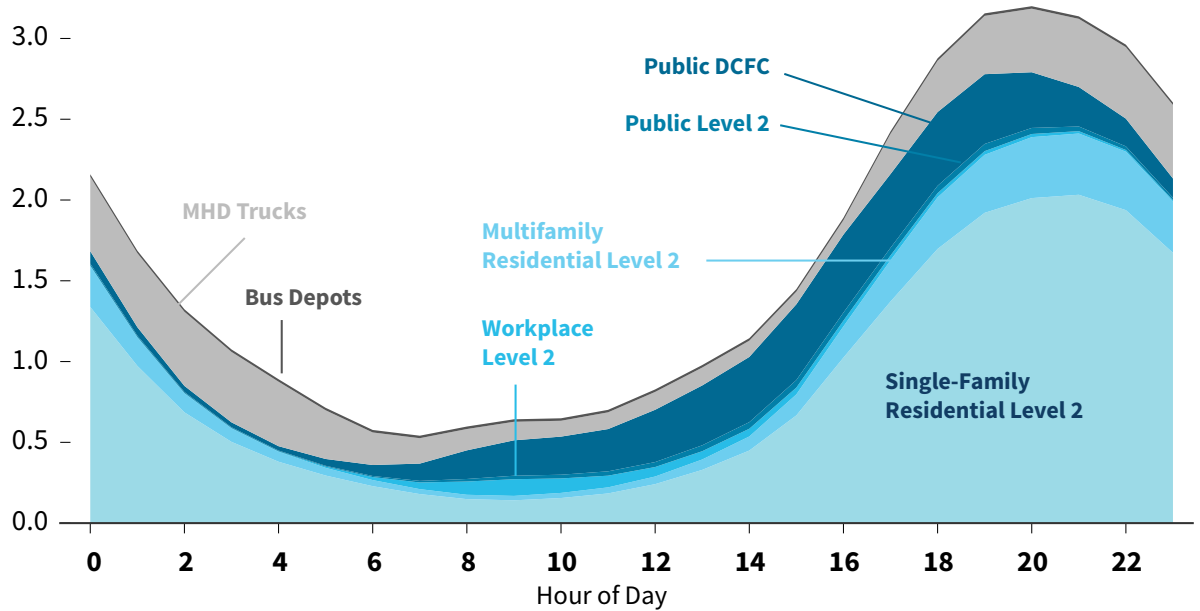 3.0
2.5
2.0
1.5
1.0
0.5
0.0
Public DCFC
Public Level 2
MHD Trucks
Multifamily
Residential Level 2
Bus Depots
Workplace
Level 2
Single-Family
Residential Level 2
0 2 4 6 8 10 12 14 16 18 20 22
Hour of Day